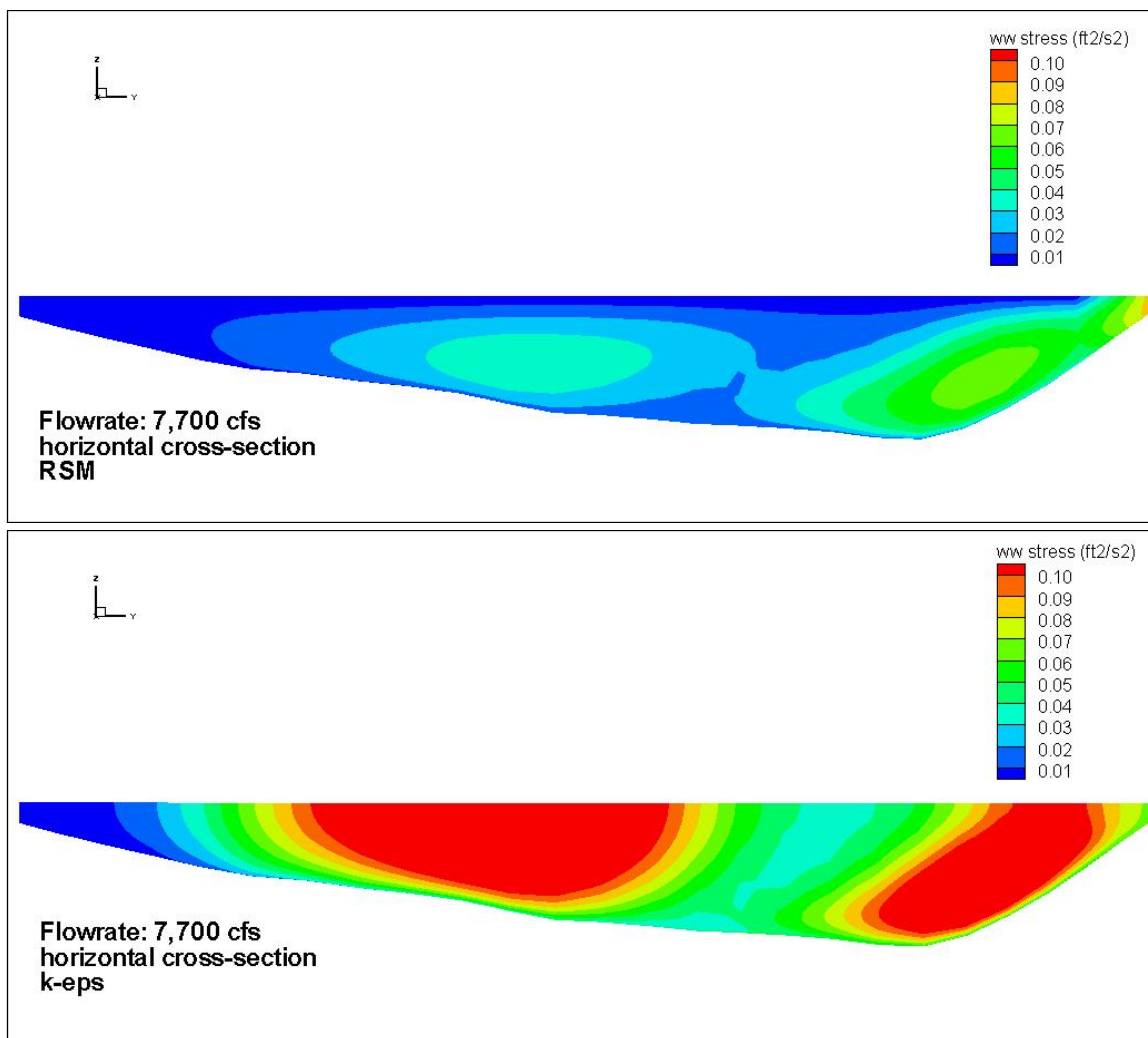 ww stress (ft2/s2)
0.10
0.09
0.08
0.07
0.06
0.05
0.04
0.03
0.02
0.01
Z
Y
Flowrate: 7,700 cfs
horizontal cross-section
RSM
ww stress (ft2/s2)
0.10
0.09
0.08
0.07
0.06
0.05
0.04
0.03
0.02
0.01
Z
Y
Flowrate: 7,700 cfs
horizontal cross-section
k-eps